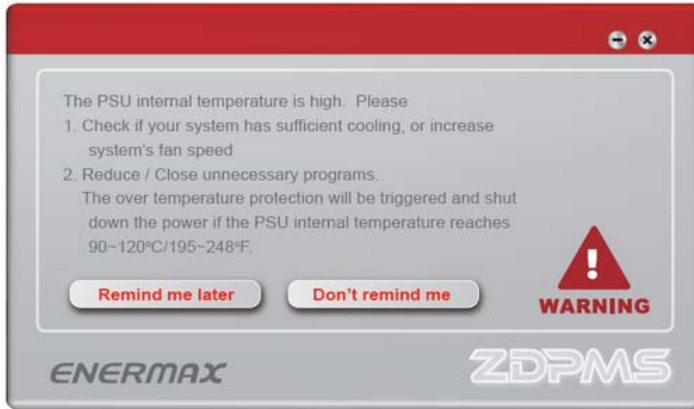 The PSU internal temperature is high. Please
1. Check if your system has sufficient cooling, or increase
system's fan speed
2. Reduce / Close unnecessary programs.
The over temperature protection will be triggered and shut
down the power if the PSU internal temperature reaches
90~120ºC/195~248ºF.
Remind me later
Don't remind me
WARNING
ENERMAX
ZDPMS